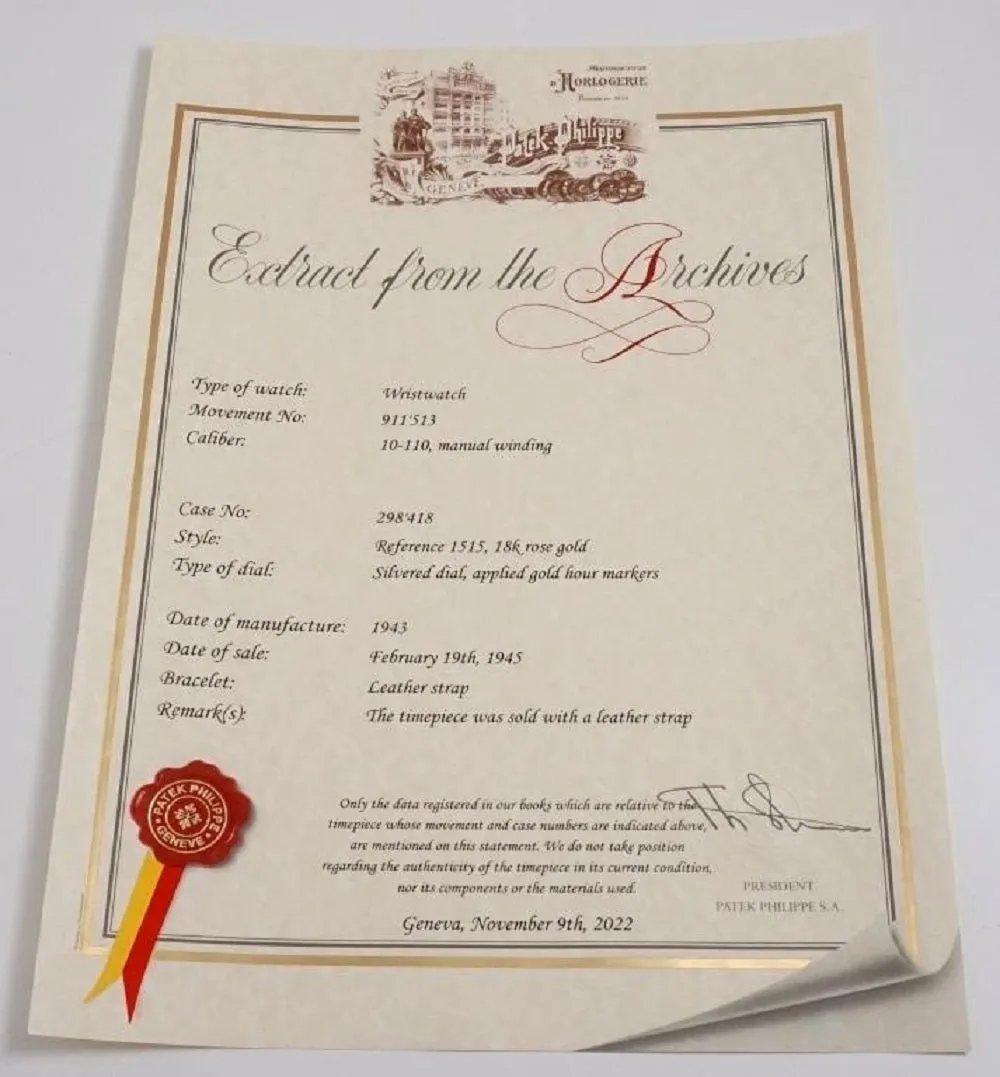 d'HORLOGERIE
Patek Philippe
GENÈVE
Extract from the Archives
Type of watch: Wristwatch
Movement No: 911'513
Caliber: 10-110, manual winding
Case No: 298'418
Style: Reference 1515, 18k rose gold
Type of dial: Silvered dial, applied gold hour markers
Date of manufacture: 1943
Date of sale: February 19th, 1945
Bracelet: Leather strap
Remark(s): The timepiece was sold with a leather strap
PATEK PHILIPPE
GENEVE
Only the data registered in our books which are relative to the
timepiece whose movement and case numbers are indicated above,
are mentioned on this statement. We do not take position
regarding the authenticity of the timepiece in its current condition,
nor its components or the materials used.
Geneva, November 9th, 2022
PRESIDENT
PATEK PHILIPPE S.A.